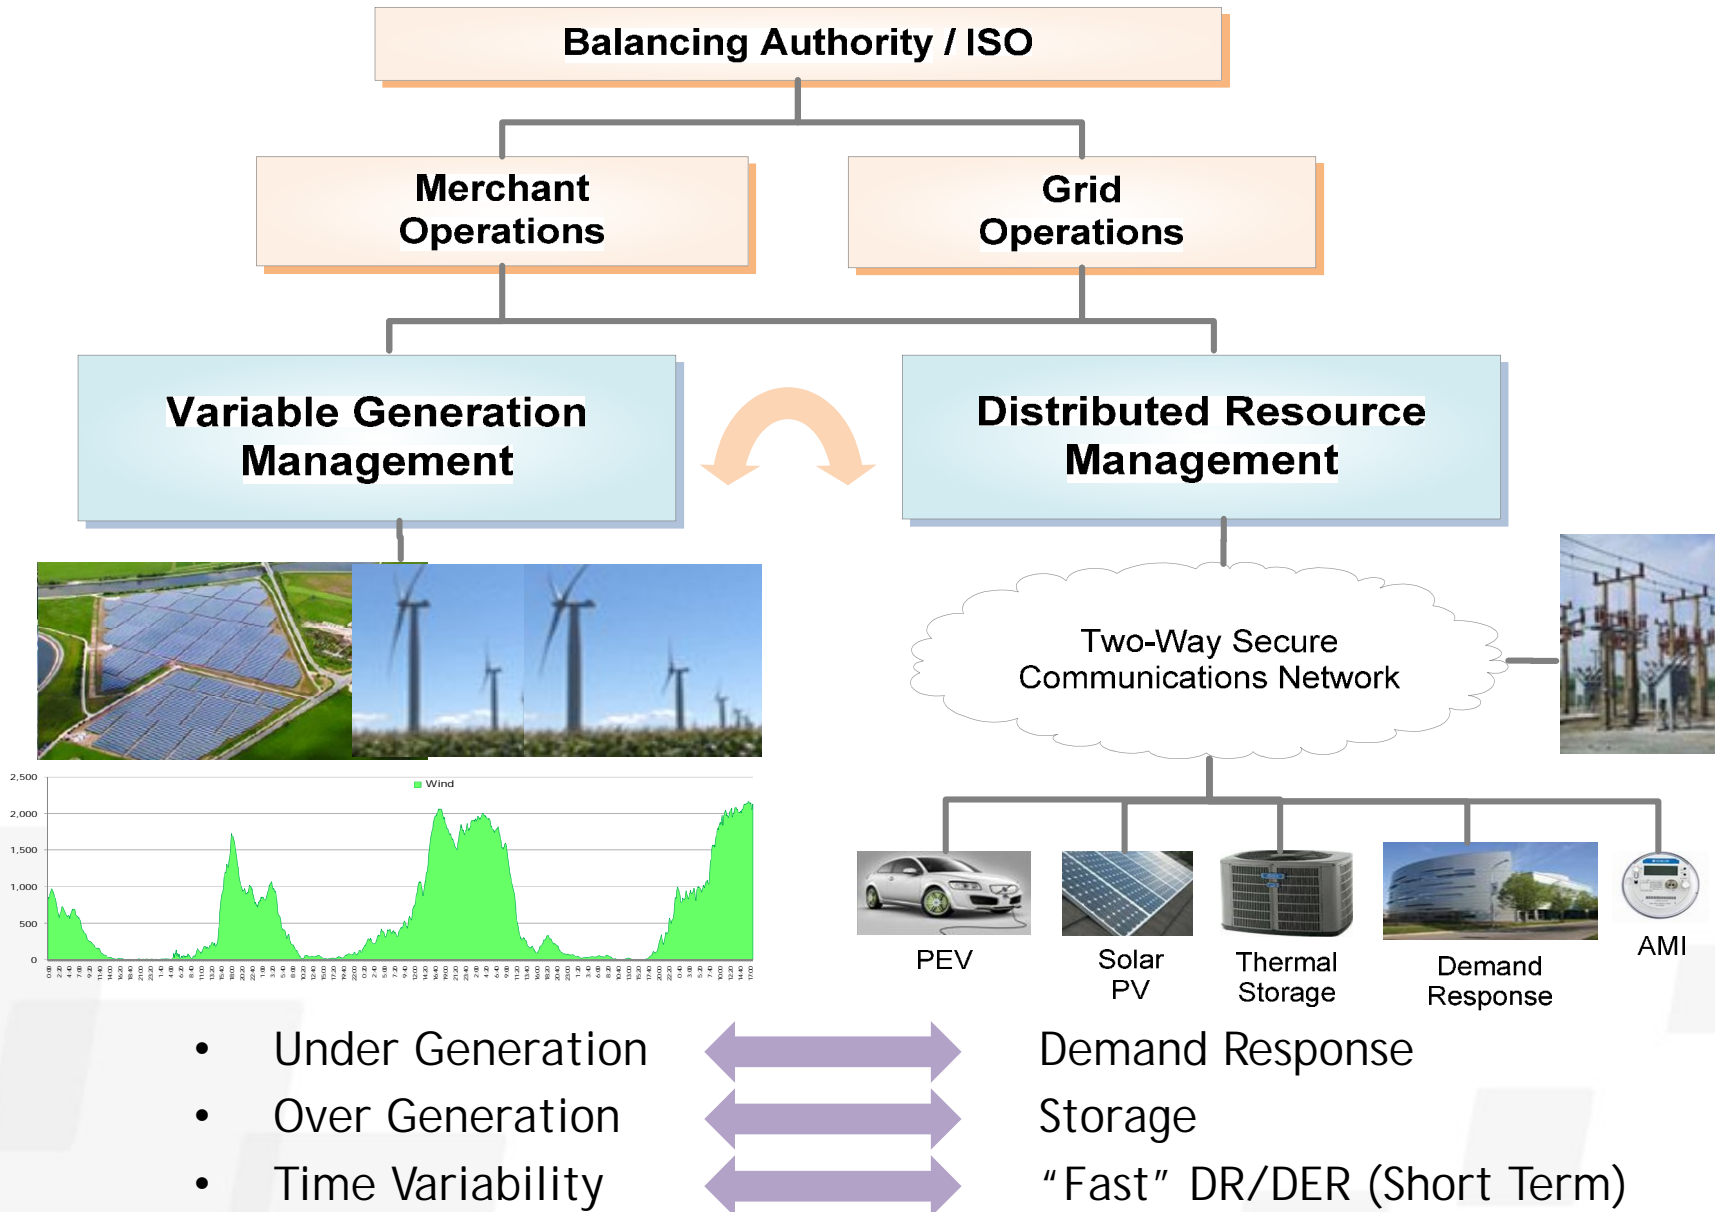 Balancing Authority / ISO
Merchant
Operations
Grid
Operations
Variable Generation
Management
Distributed Resource
Management
Two-Way Secure
Communications Network
2,500
Wind
2,000
1,500
1,000
500
0
PEV
Solar
PV
Thermal
Storage
Demand
Response
AMI
• Under Generation
Demand Response
• Over Generation
Storage
• Time Variability
“Fast” DR/DER (Short Term)